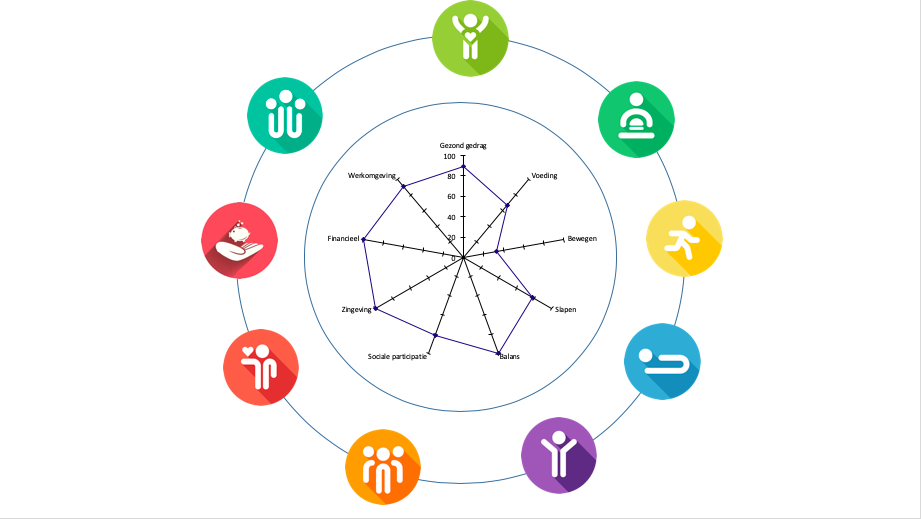 Gezond gedrag
100
80
60
40
20
0
Voeding
Bewegen
Slapen
Balans
Sociale participatie
Zingeving
Financieel
Werkomgeving